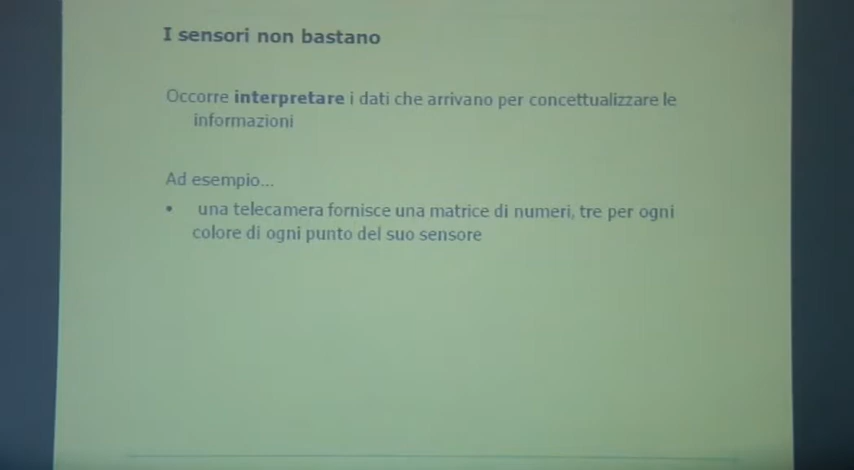 I sensori non bastano
Occorre interpretare i dati che arrivano per concettualizzare le
informazioni
Ad esempio...
• una telecamera fornisce una matrice di numeri, tre per ogni
colore di ogni punto del suo sensore